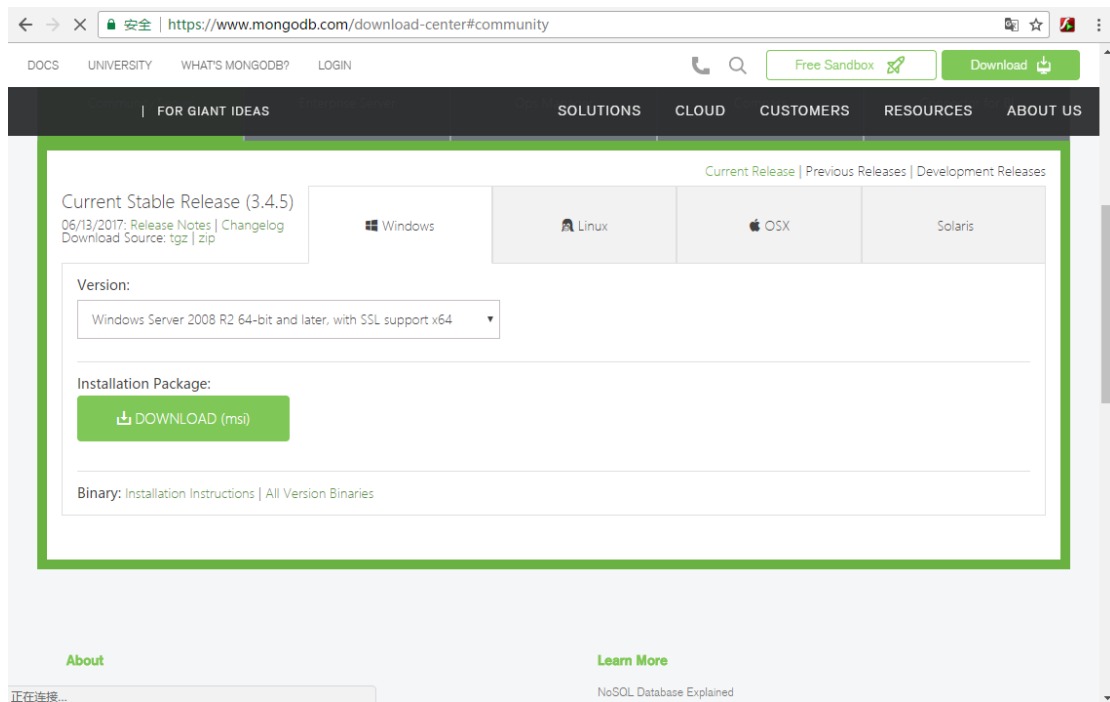 安全 | https://www.mongodb.com/download-center#community
DOCS UNIVERSITY WHAT'S MONGODB? LOGIN Free Sandbox Download
| FOR GIANT IDEAS SOLUTIONS CLOUD CUSTOMERS RESOURCES ABOUT US
Current Release | Previous Releases | Development Releases
Current Stable Release (3.4.5)
06/13/2017: Release Notes | Changelog
Download Source: tgz | zip
Windows Linux OSX Solaris
Version:
Windows Server 2008 R2 64-bit and later, with SSL support x64
Installation Package:
DOWNLOAD (msi)
Binary: Installation Instructions | All Version Binaries
About Learn More
正在连接... NoSQL Database Explained